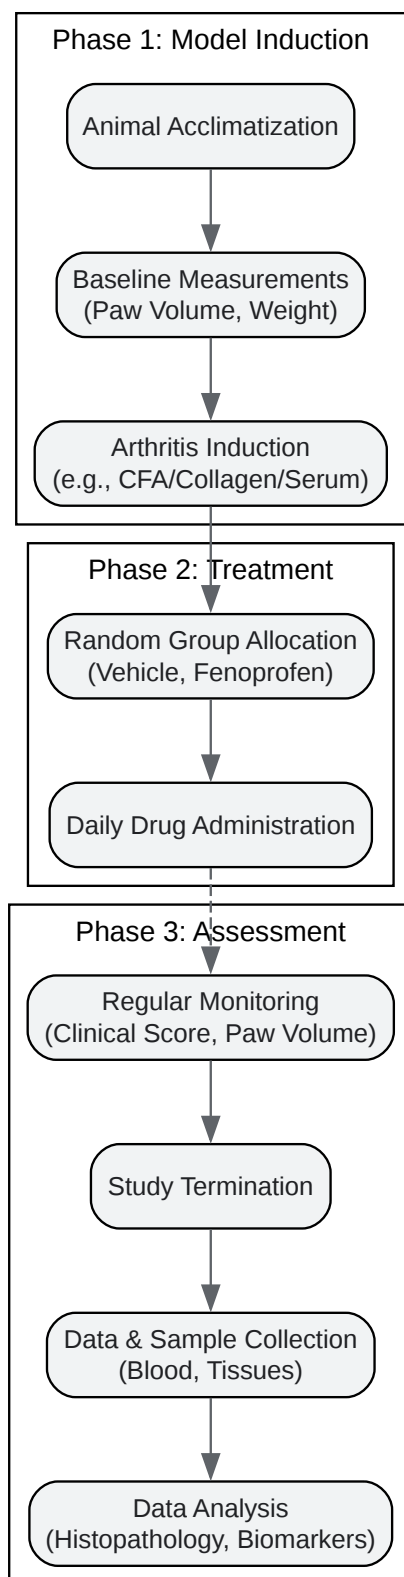 Phase 1: Model Induction
Animal Acclimatization
Baseline Measurements
(Paw Volume, Weight)
Arthritis Induction
(e.g., CFA/Collagen/Serum)
Phase 2: Treatment
Random Group Allocation
(Vehicle, Fenoprofen)
Daily Drug Administration
Phase 3: Assessment
Regular Monitoring
(Clinical Score, Paw Volume)
Study Termination
Data & Sample Collection
(Blood, Tissues)
Data Analysis
(Histopathology, Biomarkers)